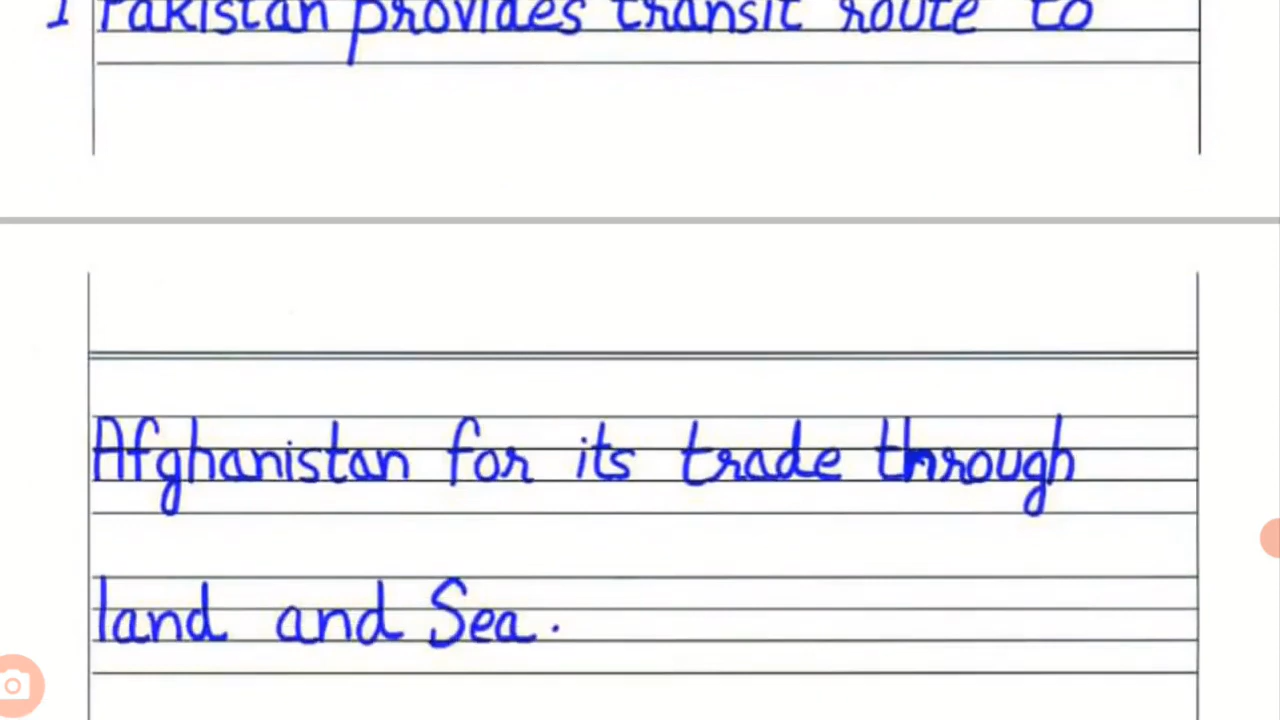 1 Pakistan provides transit route to
Afghanistan for its trade through
land and Sea.